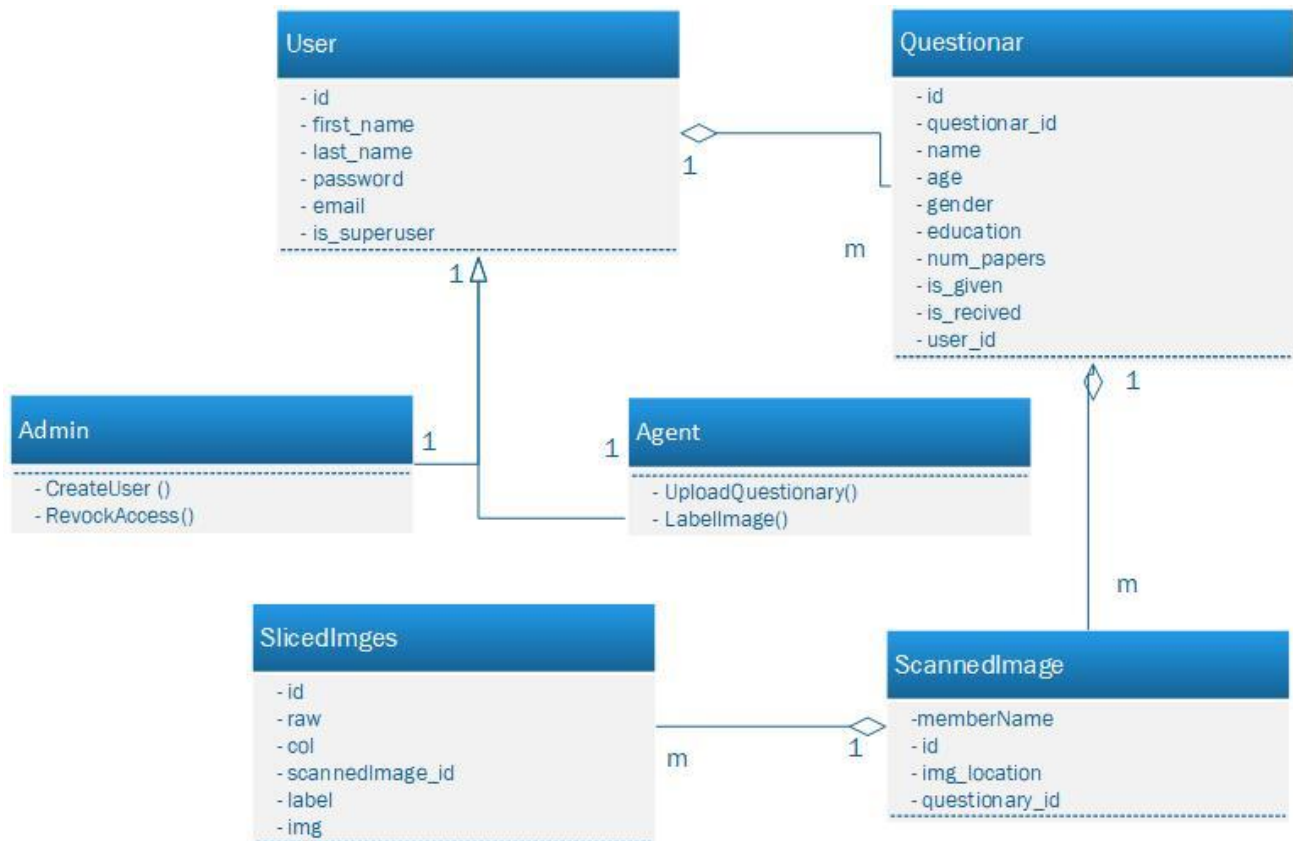 User
- id
- first_name
- last_name
- password
- email
- is_superuser
1
1
Questionar
- id
- questionar_id
- name
- age
- gender
- education
- num_papers
- is_given
- is_recived
- user_id
m
1
Admin
- CreateUser ()
- RevockAccess()
1
1
Agent
- UploadQuestionary()
- LabelImage()
m
SlicedImges
- id
- raw
- col
- scannedImage_id
- label
- img
m
1
ScannedImage
-memberName
- id
- img_location
- questionary_id